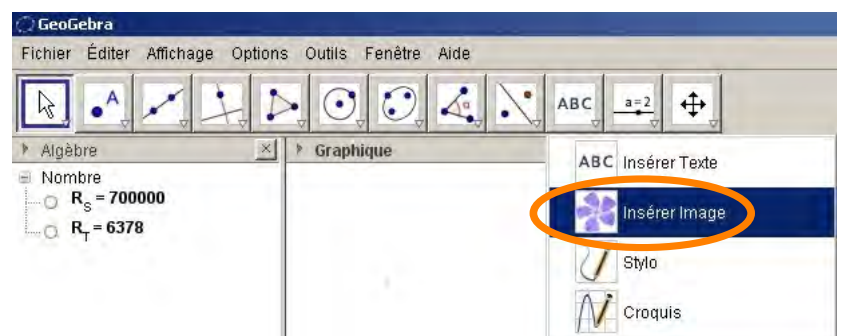 GeoGebra
Fichier Éditer Affichage Options Outils Fenêtre Aide
A α ABC a=2
Algèbre Graphique
Nombre
R_S = 700000
R_T = 6378
ABC Insérer Texte
Insérer Image
Stylo
Croquis